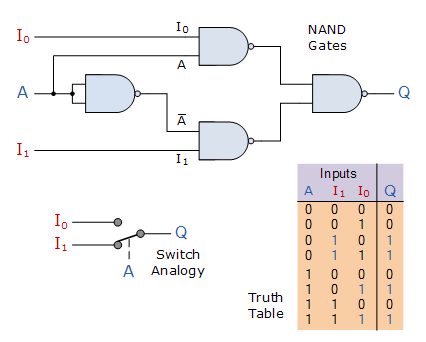 I₀
I₀
NAND
Gates
A
A
Q
A̅
I₁
I₁
Inputs
A I₁ I₀ Q
0 0 0 0
0 0 1 0
0 1 0 1
0 1 1 1
1 0 0 0
1 0 1 1
1 1 0 0
1 1 1 1
I₀
I₁
Q
A
Switch
Analogy
Truth
Table